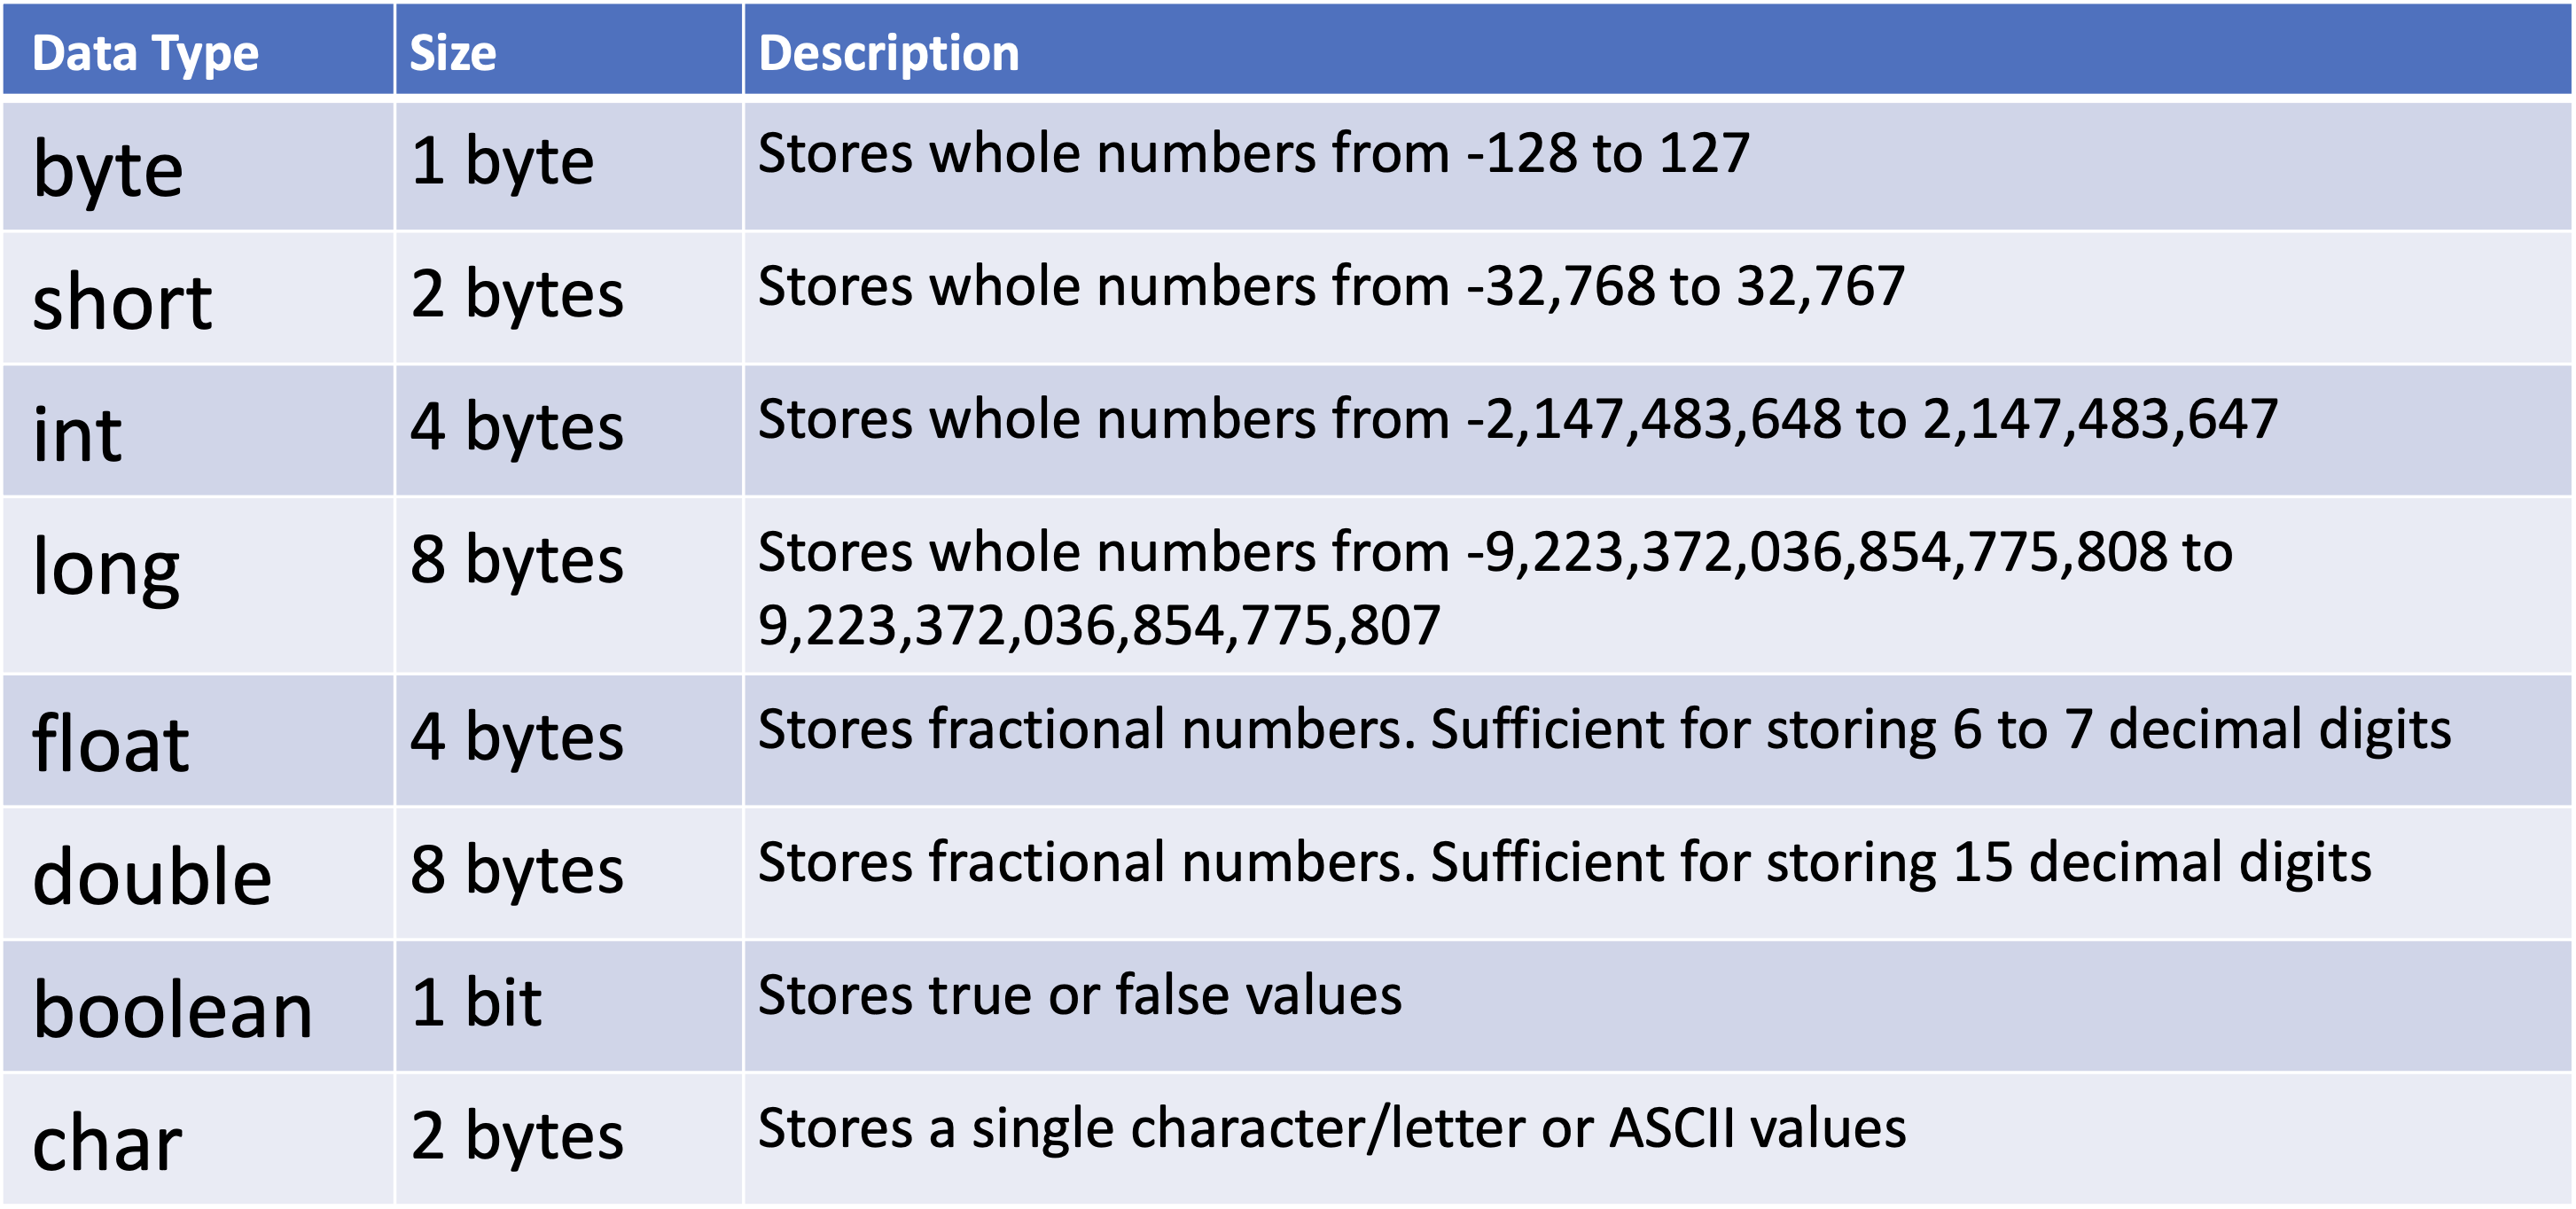 Data Type Size Description
byte 1 byte Stores whole numbers from -128 to 127
short 2 bytes Stores whole numbers from -32,768 to 32,767
int 4 bytes Stores whole numbers from -2,147,483,648 to 2,147,483,647
long 8 bytes Stores whole numbers from -9,223,372,036,854,775,808 to
9,223,372,036,854,775,807
float 4 bytes Stores fractional numbers. Sufficient for storing 6 to 7 decimal digits
double 8 bytes Stores fractional numbers. Sufficient for storing 15 decimal digits
boolean 1 bit Stores true or false values
char 2 bytes Stores a single character/letter or ASCII values